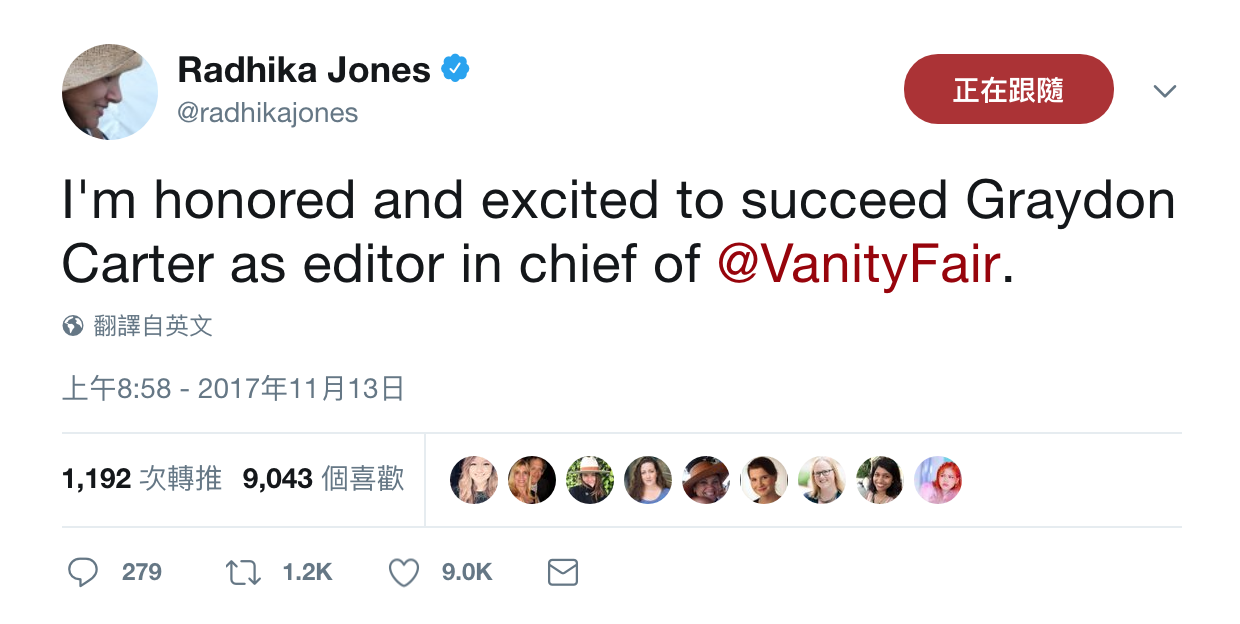 Radhika Jones
@radhikajones
正在跟隨
I'm honored and excited to succeed Graydon
Carter as editor in chief of @VanityFair.
翻譯自英文
上午8:58 - 2017年11月13日
1,192 次轉推 9,043 個喜歡
279 1.2K 9.0K